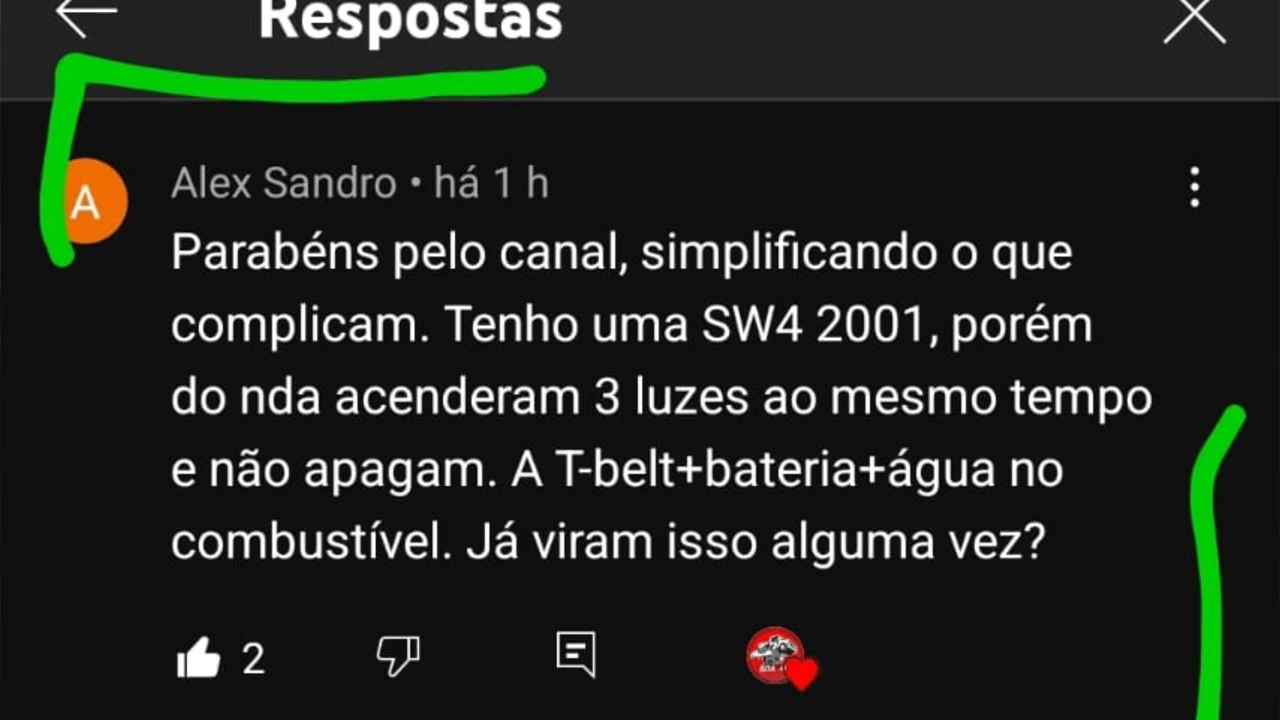 Respostas
A
Alex Sandro • há 1 h
Parabéns pelo canal, simplificando o que
complicam. Tenho uma SW4 2001, porém
do nda acenderam 3 luzes ao mesmo tempo
e não apagam. A T-belt+bateria+água no
combustível. Já viram isso alguma vez?
2